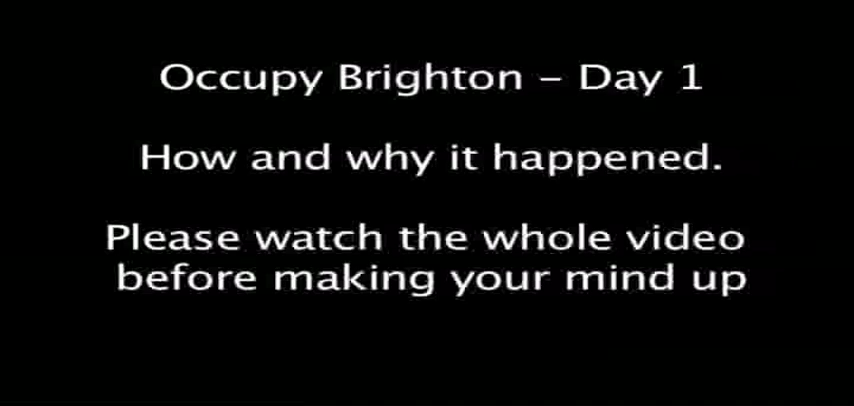 Occupy Brighton – Day 1
How and why it happened.
Please watch the whole video
before making your mind up